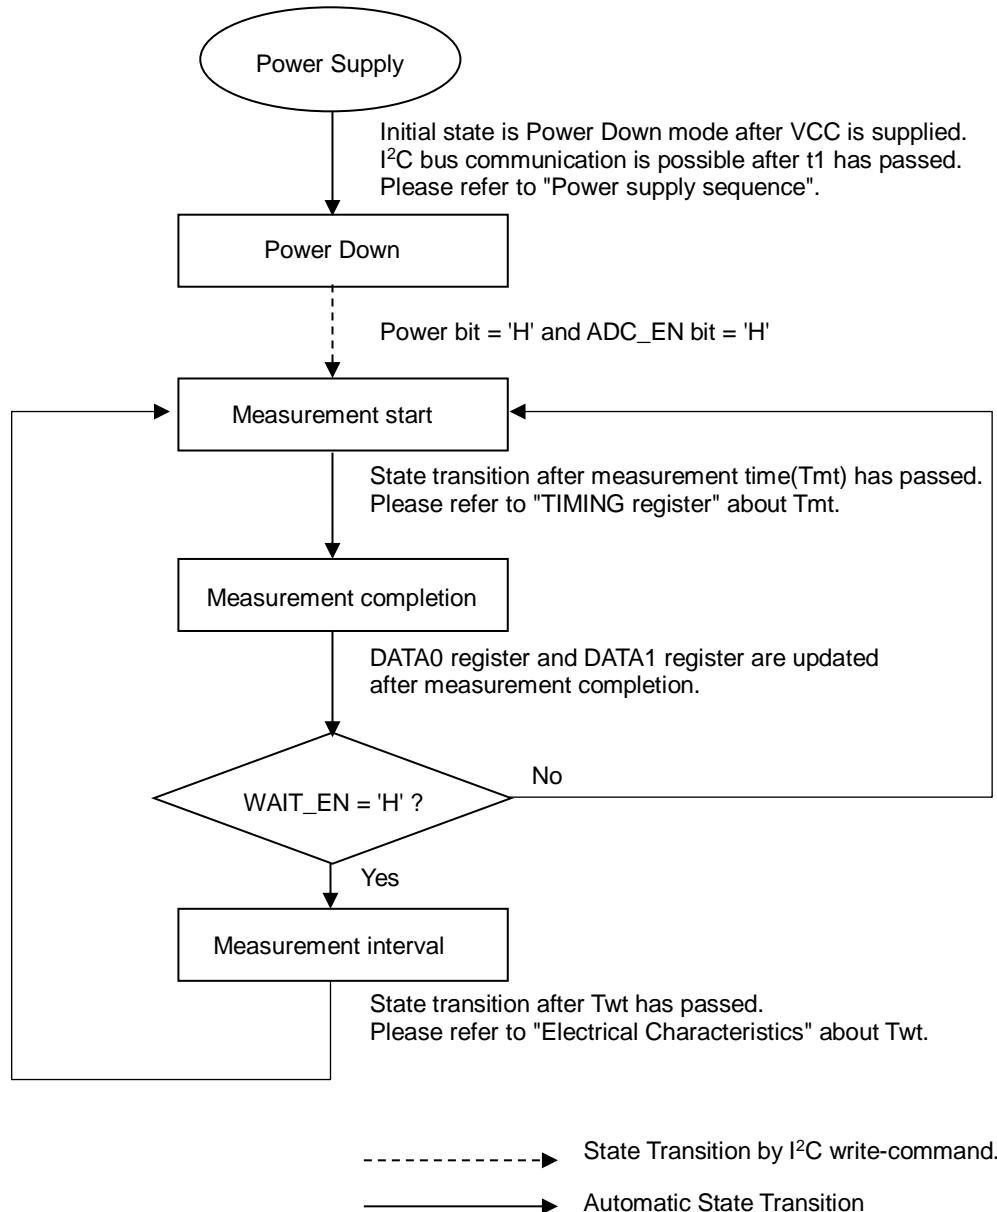 Power Supply
Initial state is Power Down mode after VCC is supplied.
I²C bus communication is possible after t1 has passed.
Please refer to "Power supply sequence".
Power Down
Power bit = 'H' and ADC_EN bit = 'H'
Measurement start
State transition after measurement time(Tmt) has passed.
Please refer to "TIMING register" about Tmt.
Measurement completion
DATA0 register and DATA1 register are updated
after measurement completion.
WAIT_EN = 'H' ?
No
Yes
Measurement interval
State transition after Twt has passed.
Please refer to "Electrical Characteristics" about Twt.
State Transition by I²C write-command.
Automatic State Transition